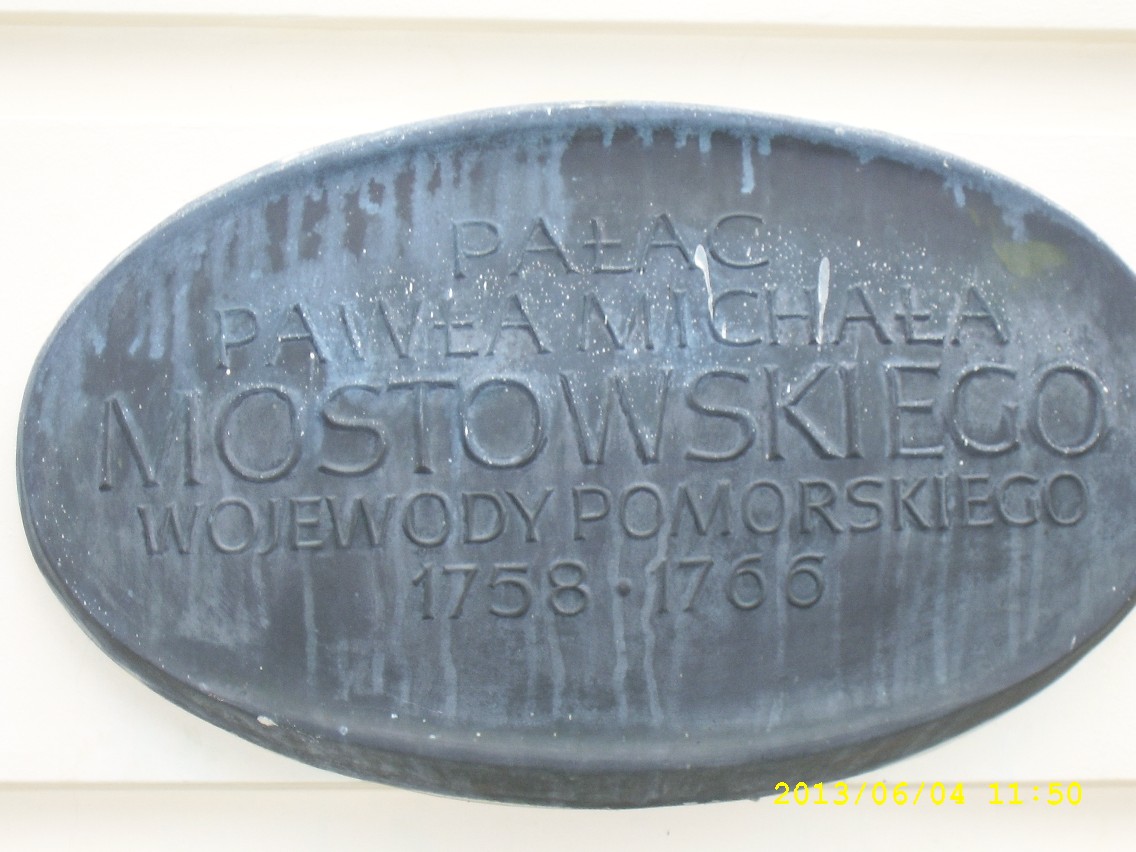 PAŁAC
PAWŁA MICHAŁA
MOSTOWSKIEGO
WOJEWODY POMORSKIEGO
1758 · 1766
2013/06/04 11:50